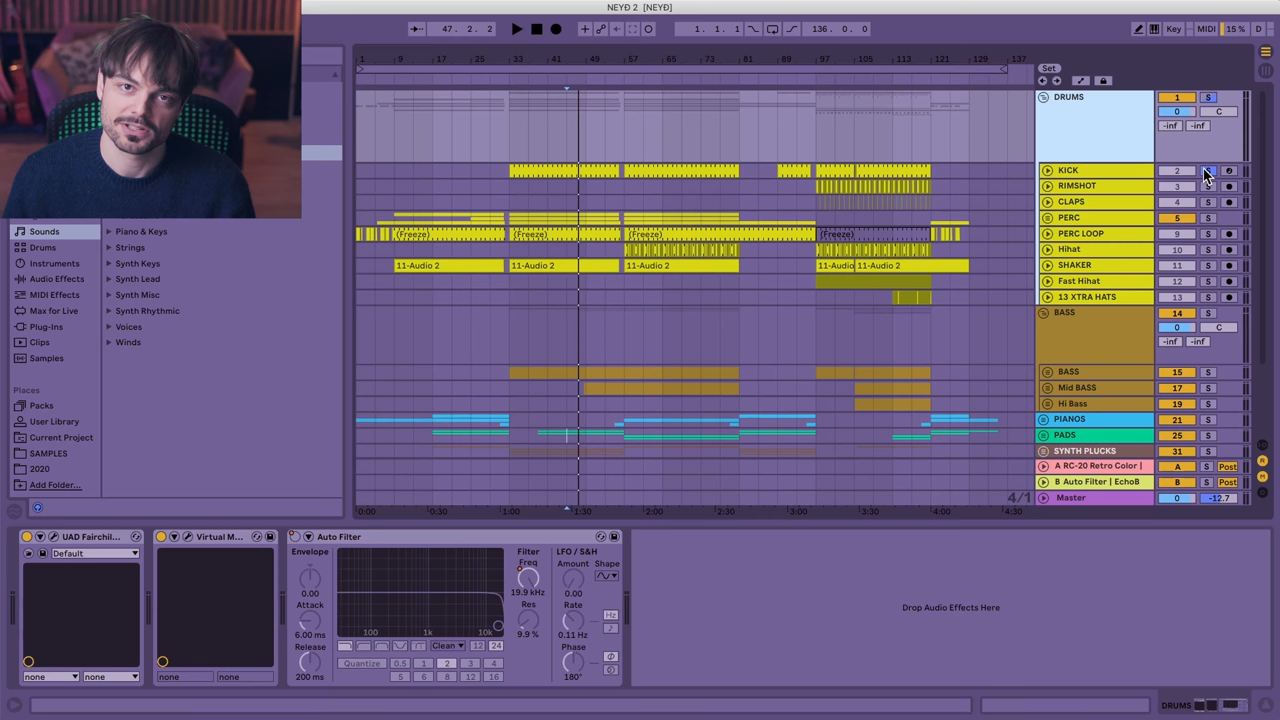 NEYĐ 2 [NEYĐ]
47. 2. 2
1. 1. 1
136. 0. 0
Key
MIDI
15 %
D
1 9 17 25 33 41 49 57 65 73 81 89 97 105 113 121 129 137
Set
DRUMS 1 S
0 C
-inf -inf
KICK 2 S
RIMSHOT 3 S
CLAPS 4 S
PERC 5 S
(Freeze) (Freeze) (Freeze) (Freeze) PERC LOOP 9 S
Hihat 10 S
11-Audio 2 11-Audio 2 11-Audio 2 11-Audio 11-Audio 2 SHAKER 11 S
Fast Hihat 12 S
13 XTRA HATS 13 S
BASS 14 S
0 C
-inf -inf
BASS 15 S
Mid BASS 17 S
Hi Bass 19 S
PIANOS 21 S
PADS 25 S
SYNTH PLUCKS 31 S
A RC-20 Retro Color | A S Post
B Auto Filter | EchoB B S Post
4/1 Master 0 -12.7
0:00 0:30 1:00 1:30 2:00 2:30 3:00 3:30 4:00 4:30
Sounds
Drums
Instruments
Audio Effects
MIDI Effects
Max for Live
Plug-Ins
Clips
Samples
Places
Packs
User Library
Current Project
SAMPLES
2020
Add Folder...
Piano & Keys
Strings
Synth Keys
Synth Lead
Synth Misc
Synth Rhythmic
Voices
Winds
UAD Fairchil...
Default
none none
Virtual M...
none none
Auto Filter
Envelope
0.00
Attack
6.00 ms
Release
200 ms
100 1k 10k
Clean 12 24
Quantize 0.5 1 2 3 4
5 6 8 12 16
Filter
Freq
19.9 kHz
Res
9.9 %
LFO / S&H
Amount Shape
0.00
Rate
Hz
0.11 Hz
Phase
180°
Drop Audio Effects Here
DRUMS